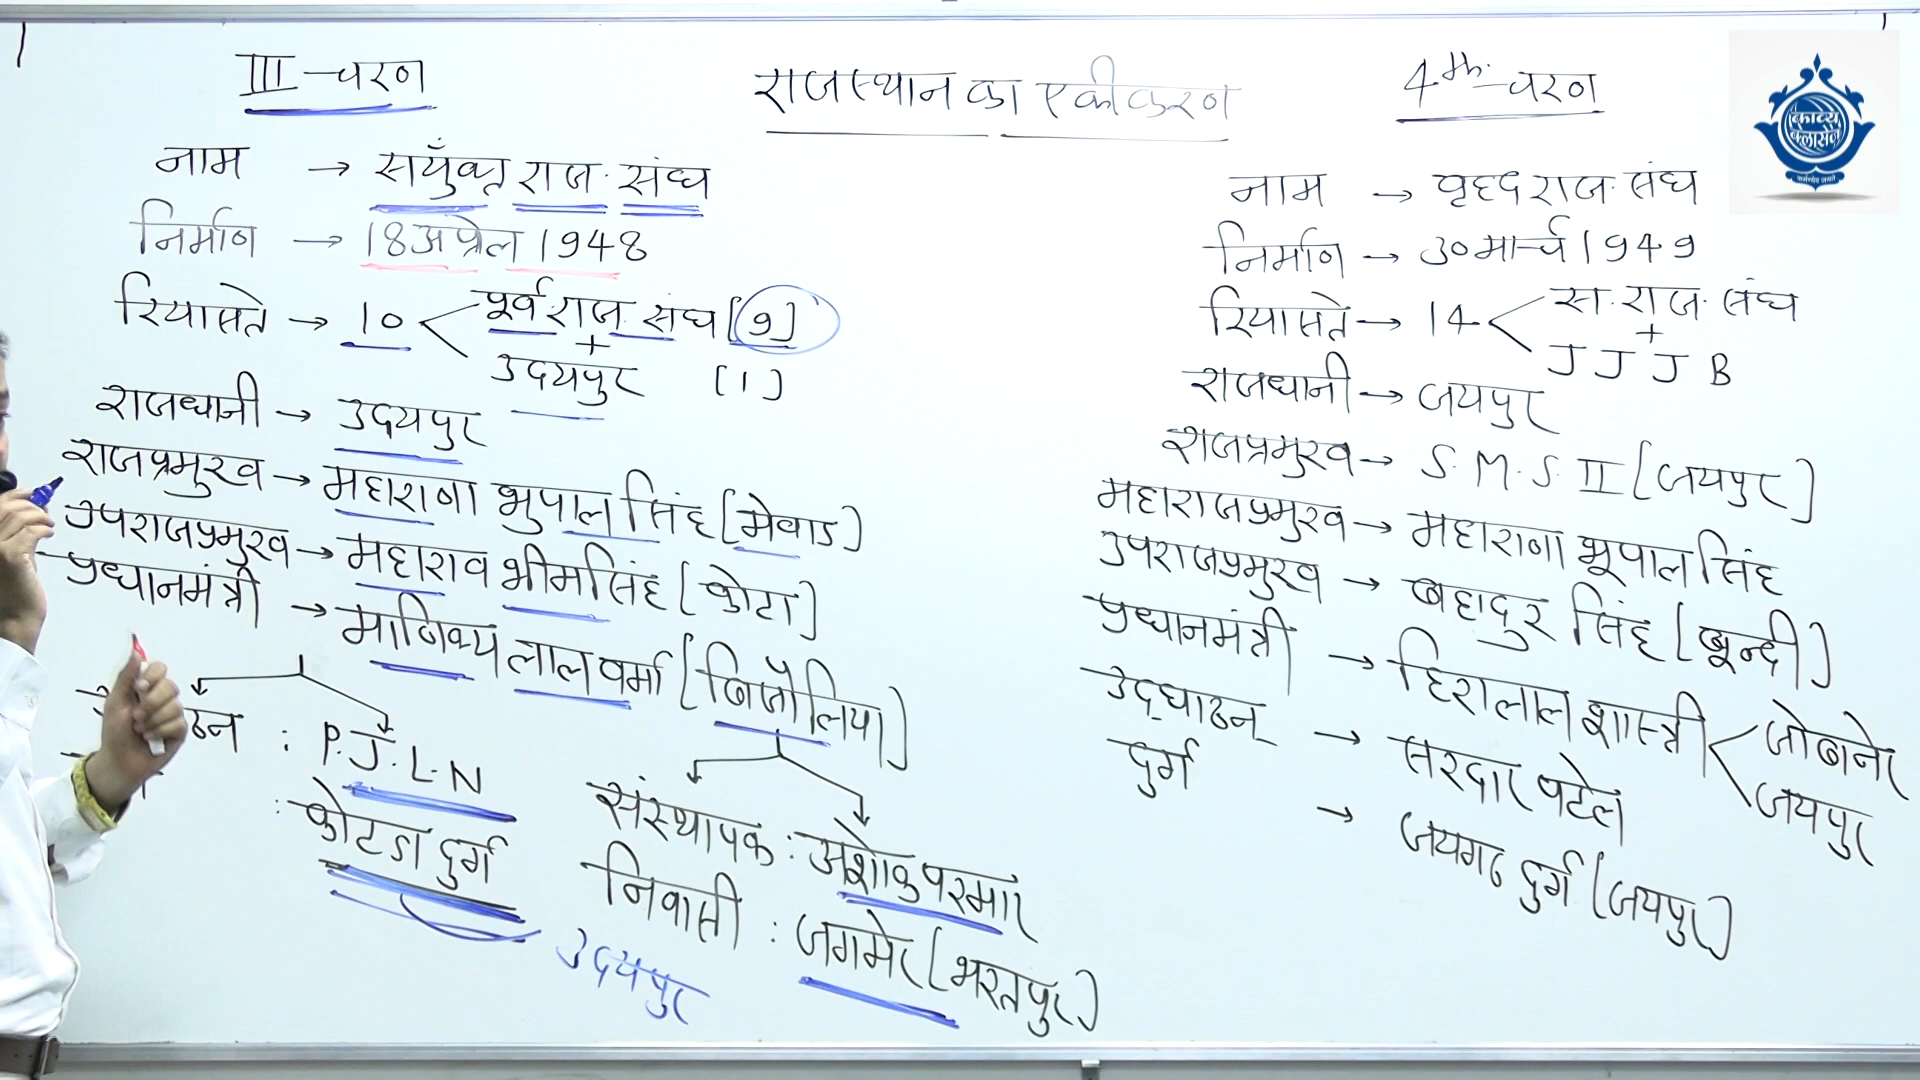 राजस्थान का एकीकरण
III - चरण
नाम → सयुँक्त राज. संघ
निर्माण → 18 अप्रेल 1948
रियासते → 10 < पूर्व राज. संघ [9]
+
उदयपुर [1]
राजधानी → उदयपुर
राजप्रमुख → महाराणा भुपाल सिंह [मेवाड]
उपराजप्रमुख → महाराव भीमसिंह [कोटा]
प्रधानमंत्री → माणिक्य लाल वर्मा [बिजौलिया]
: P. J. L. N
: कोटडा दुर्ग
उदयपुर
संस्थापक : अशोक परमार
निवासी : जगमेर [भरतपुर]
4th - चरण
नाम → वृहद राज. संघ
निर्माण → 30 मार्च 1949
रियासते → 14 < स. राज. संघ
+
J J J B
राजधानी → जयपुर
राजप्रमुख → S. M. S. II [जयपुर]
महाराजप्रमुख → महाराणा भूपाल सिंह
उपराजप्रमुख → बहादुर सिंह [बून्दी]
प्रधानमंत्री → हिरालाल शास्त्री < जोबनेर
जयपुर
उद्घाटन → सरदार पटेल
दुर्ग → जयगढ दुर्ग [जयपुर]
काव्य
क्लासेज